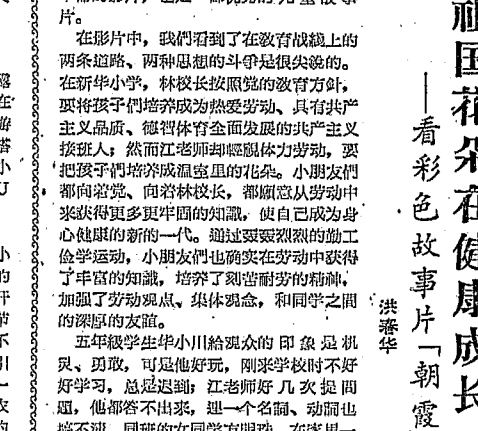 祖国花朵在健康成长
——看彩色故事片「朝霞
洪春华
片。
在影片中，我們看到了在敎育战綫上的
两条道路、两种思想的斗爭是很尖銳的。
在新华小学，林校长按照党的敎育方針，
要将孩子們培养成为热爱劳动、具有共产
主义品质、德智体育全面发展的共产主义
接班人；然而江老师却輕視体力劳动，要
把孩子們培养成温室里的花朵。小朋友們
都向着党、向着林校长，都願意从劳动中
来获得更多更牢固的知識，使自己成为身
心健康的新的一代。通过轰轰烈烈的勤工
俭学运动，小朋友們也确实在劳动中获得
了丰富的知識，培养了刻苦耐劳的精神，
加强了劳动观点、集体观念，和同学之間
的深厚的友誼。
五年級学生华小川給观众的印象是机
灵、勇敢，可是他好玩，刚来学校时不好
好学习，总是迟到；江老师好几次提問
題，他都答不出来，連一个名詞、动詞也